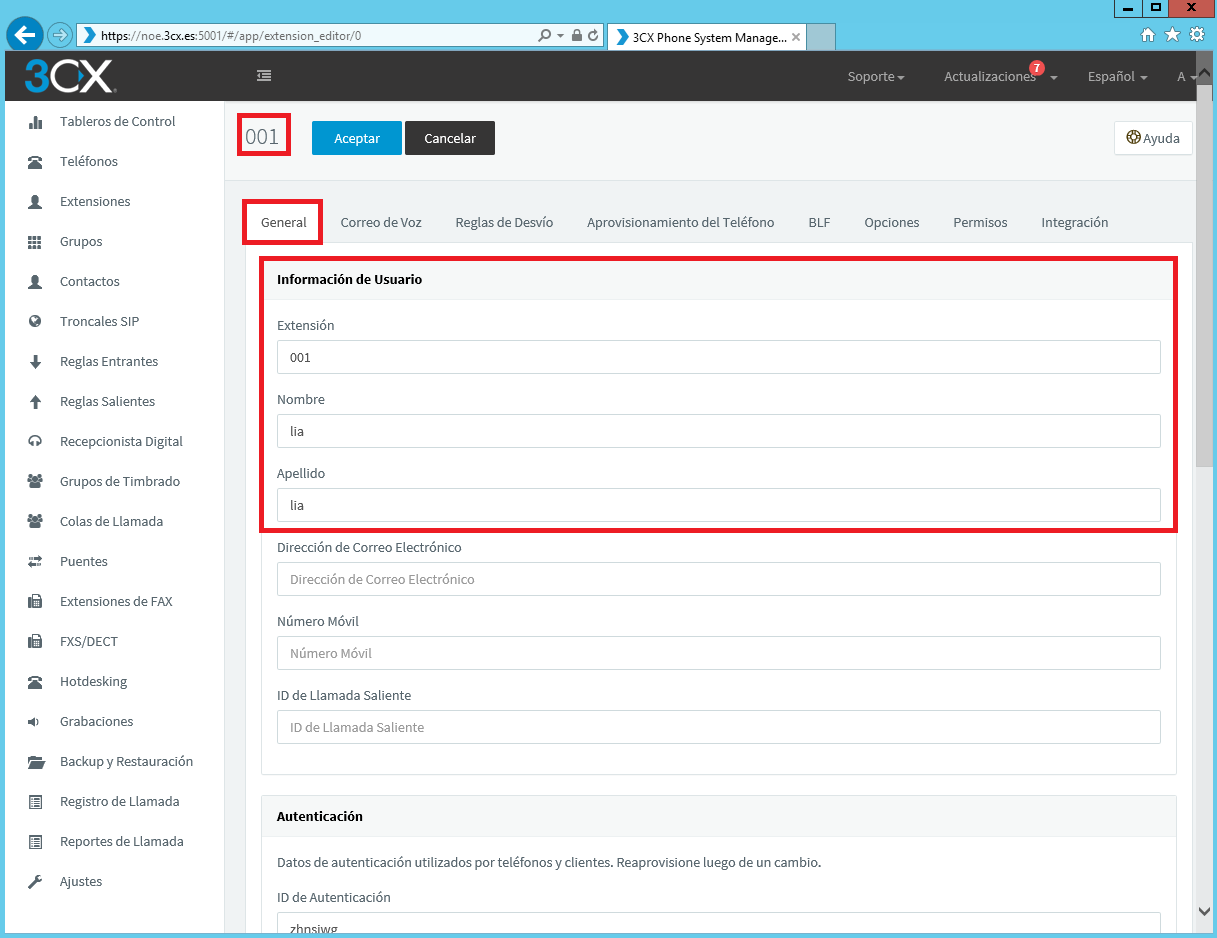 https://noe.3cx.es:5001/#/app/extension_editor/0
3CX Phone System Manage...
3CX
Soporte
Actualizaciones 7
Español
A
Tableros de Control
Teléfonos
Extensiones
Grupos
Contactos
Troncales SIP
Reglas Entrantes
Reglas Salientes
Recepcionista Digital
Grupos de Timbrado
Colas de Llamada
Puentes
Extensiones de FAX
FXS/DECT
Hotdesking
Grabaciones
Backup y Restauración
Registro de Llamada
Reportes de Llamada
Ajustes
001
Aceptar
Cancelar
Ayuda
General
Correo de Voz
Reglas de Desvío
Aprovisionamiento del Teléfono
BLF
Opciones
Permisos
Integración
Información de Usuario
Extensión
001
Nombre
lia
Apellido
lia
Dirección de Correo Electrónico
Dirección de Correo Electrónico
Número Móvil
Número Móvil
ID de Llamada Saliente
ID de Llamada Saliente
Autenticación
Datos de autenticación utilizados por teléfonos y clientes. Reaprovisione luego de un cambio.
ID de Autenticación